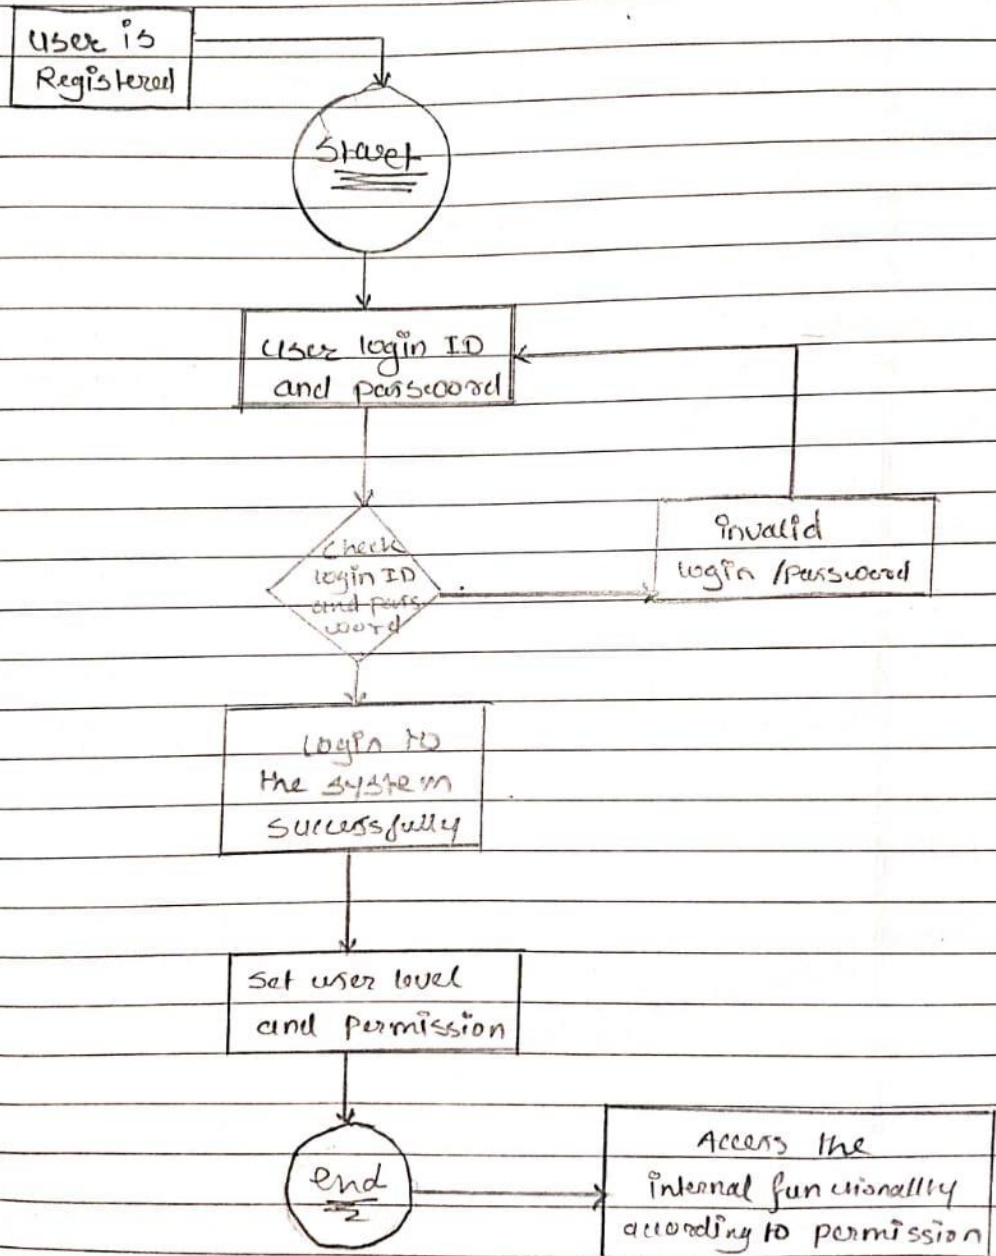 User is
Registered
Start
User login ID
and password
Check
login ID
and pass
word
invalid
login /password
Login to
the system
successfully
Set user level
and permission
end
Access the
internal functionality
according to permission